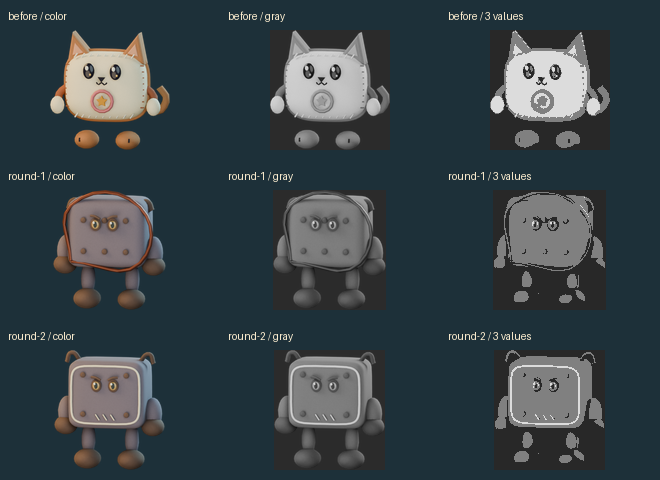 before / color
before / gray
before / 3 values
round-1 / color
round-1 / gray
round-1 / 3 values
round-2 / color
round-2 / gray
round-2 / 3 values